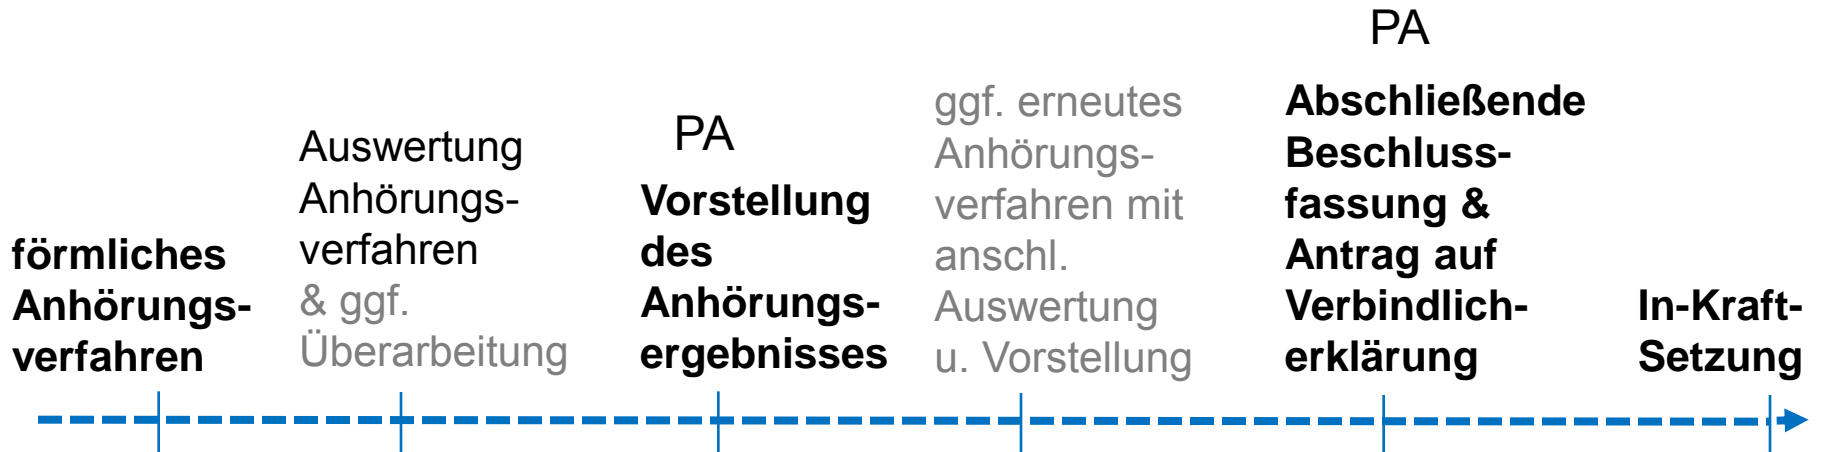 förmliches
Anhörungs-
verfahren
Auswertung
Anhörungs-
verfahren
& ggf.
Überarbeitung
PA
Vorstellung
des
Anhörungs-
ergebnisses
ggf. erneutes
Anhörungs-
verfahren mit
anschl.
Auswertung
u. Vorstellung
PA
Abschließende
Beschluss-
fassung &
Antrag auf
Verbindlich-
erklärung
In-Kraft-
Setzung